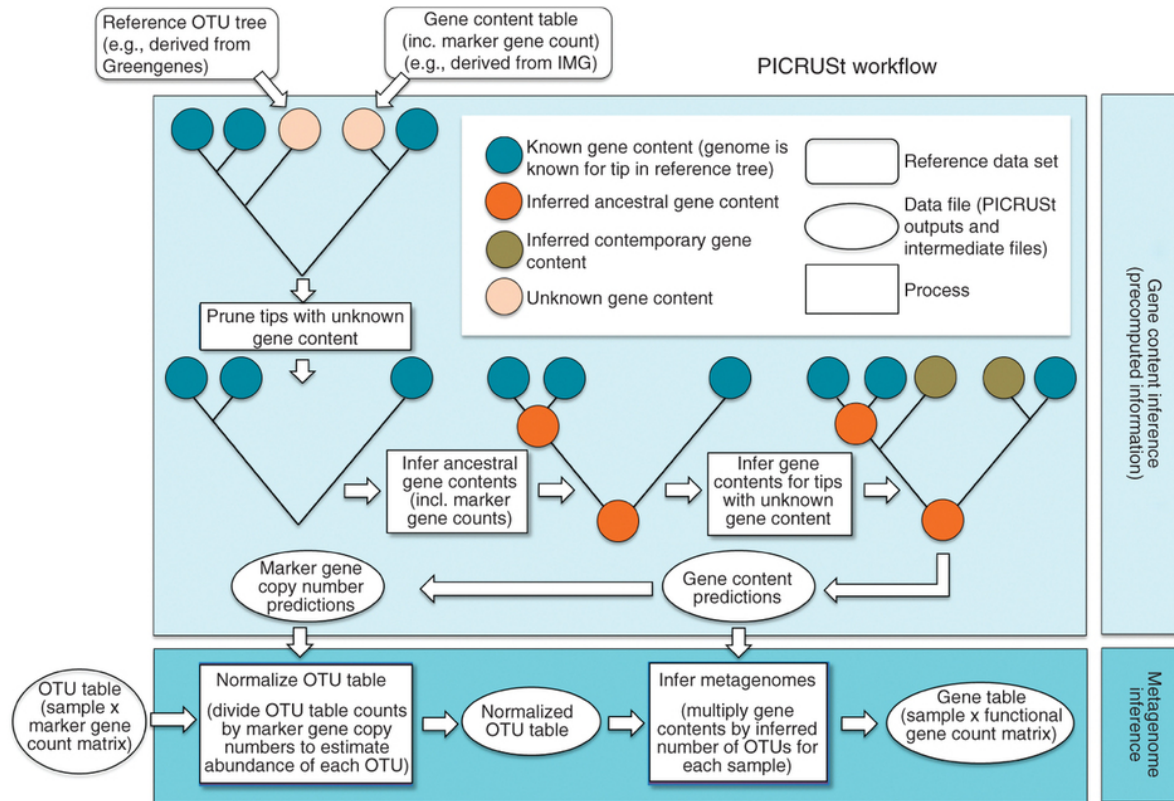 Reference OTU tree
(e.g., derived from
Greengenes)
Gene content table
(inc. marker gene count)
(e.g., derived from IMG)
PICRUSt workflow
Known gene content (genome is
known for tip in reference tree)
Inferred ancestral gene content
Inferred contemporary gene
content
Unknown gene content
Reference data set
Data file (PICRUSt
outputs and
intermediate files)
Process
Prune tips with unknown
gene content
Infer ancestral
gene contents
(incl. marker
gene counts)
Infer gene
contents for tips
with unknown
gene content
Marker gene
copy number
predictions
Gene content
predictions
Gene content inference
(precomputed information)
OTU table
(sample x
marker gene
count matrix)
Normalize OTU table
(divide OTU table counts
by marker gene copy
numbers to estimate
abundance of each OTU)
Normalized
OTU table
Infer metagenomes
(multiply gene
contents by inferred
number of OTUs for
each sample)
Gene table
(sample x functional
gene count matrix)
Metagenome
inference